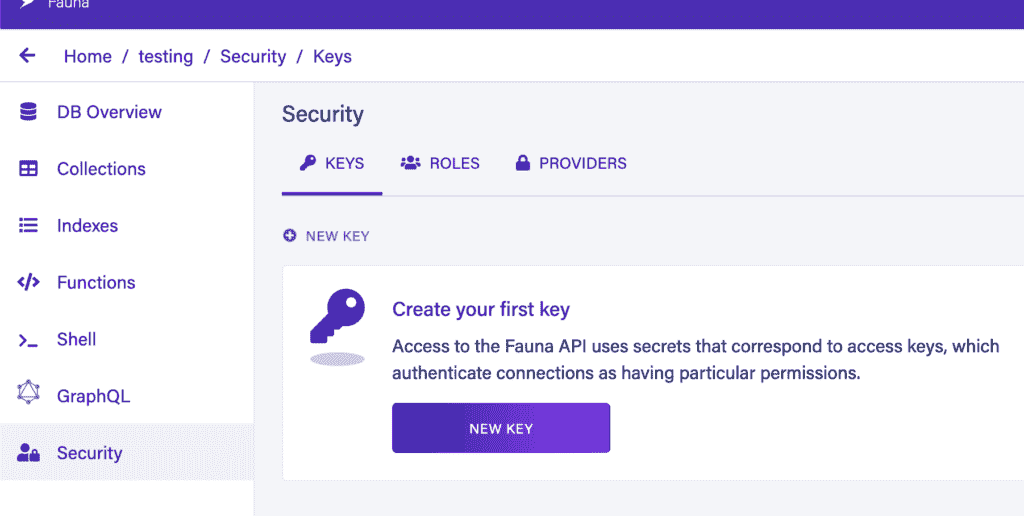 Fauna
Home / testing / Security / Keys
DB Overview
Collections
Indexes
Functions
Shell
GraphQL
Security
Security
KEYS ROLES PROVIDERS
NEW KEY
Create your first key
Access to the Fauna API uses secrets that correspond to access keys, which
authenticate connections as having particular permissions.
NEW KEY